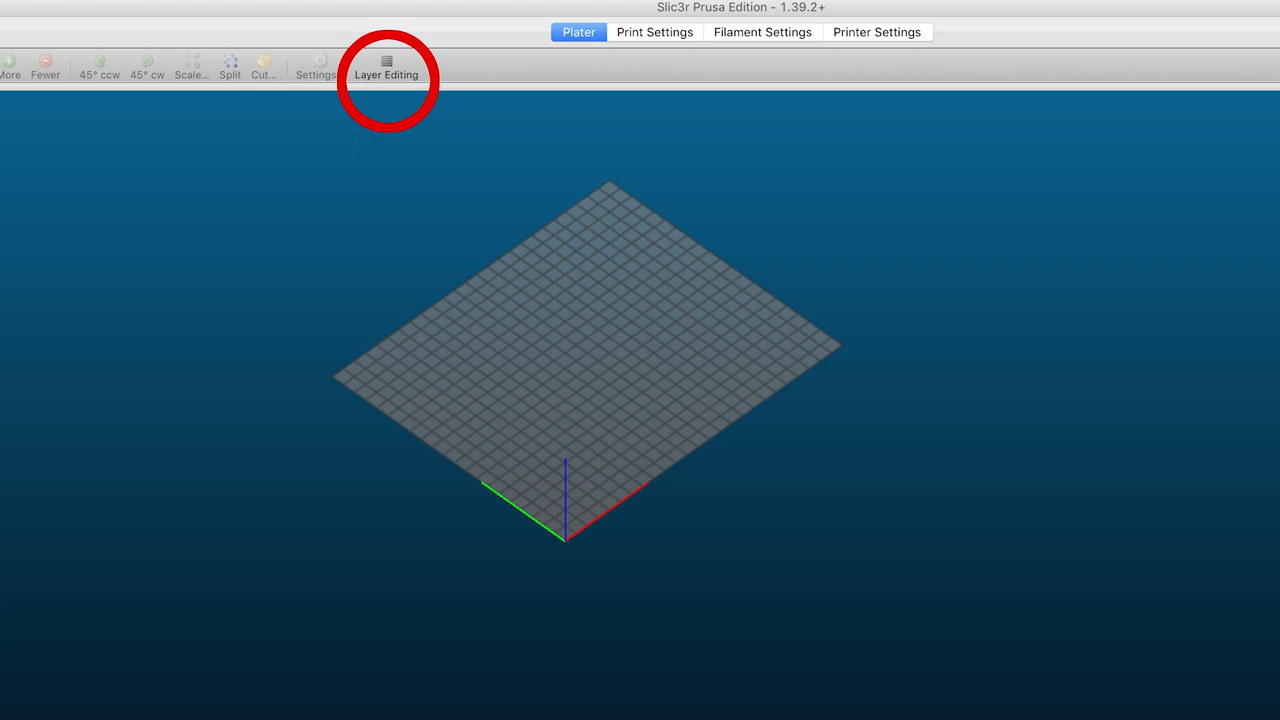 Slic3r Prusa Edition - 1.39.2+
Plater Print Settings Filament Settings Printer Settings
More Fewer 45° ccw 45° cw Scale... Split Cut... Settings Layer Editing